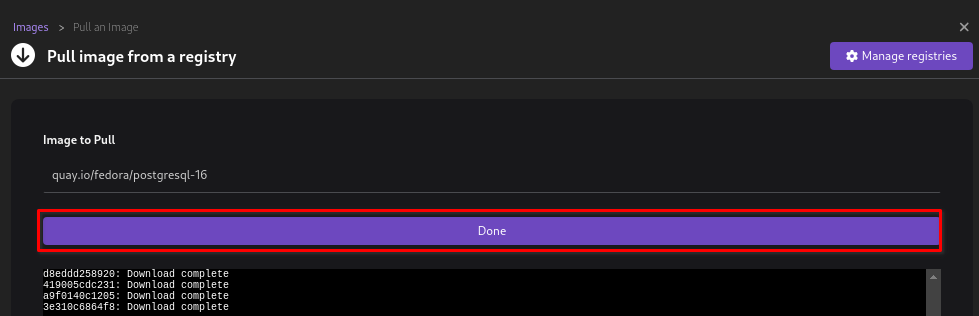 Images > Pull an Image
Pull image from a registry
Manage registries
Image to Pull
quay.io/fedora/postgresql-16
Done
d8eddd258920: Download complete
419005cdc231: Download complete
a9f0140c1205: Download complete
3e310c6864f8: Download complete